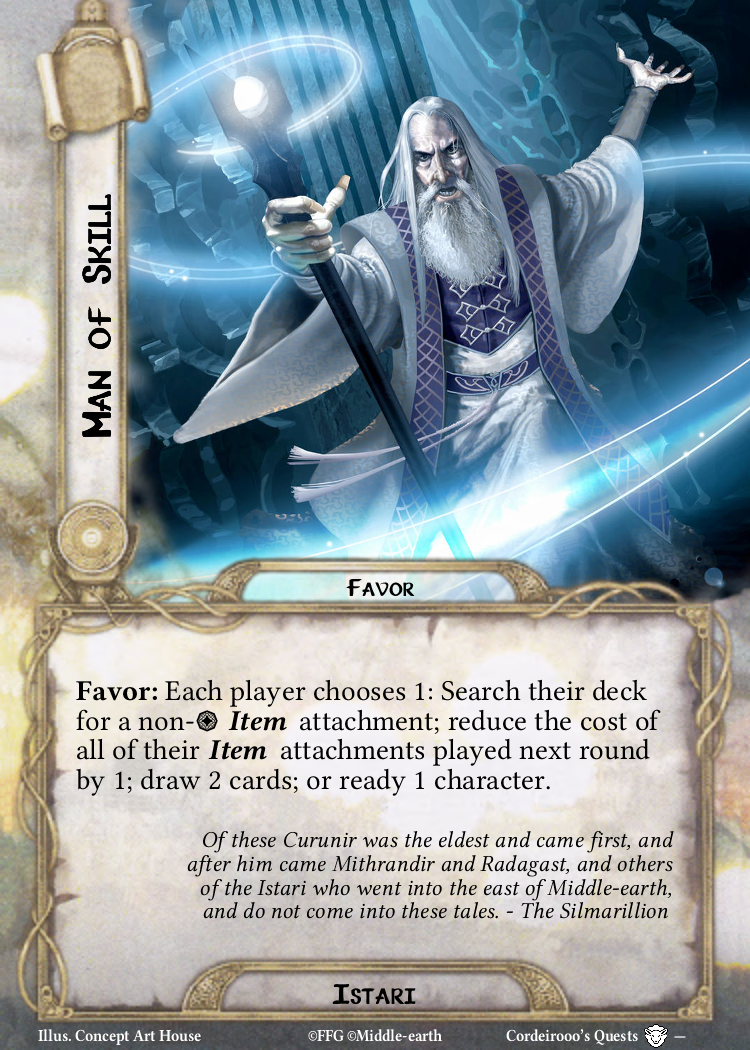 Man of Skill
Favor
Favor: Each player chooses 1: Search their deck
for a non- Item attachment; reduce the cost of
all of their Item attachments played next round
by 1; draw 2 cards; or ready 1 character.
Of these Curunir was the eldest and came first, and
after him came Mithrandir and Radagast, and others
of the Istari who went into the east of Middle-earth,
and do not come into these tales. - The Silmarillion
Istari
Illus. Concept Art House ©FFG ©Middle-earth Cordeirooo's Quests —